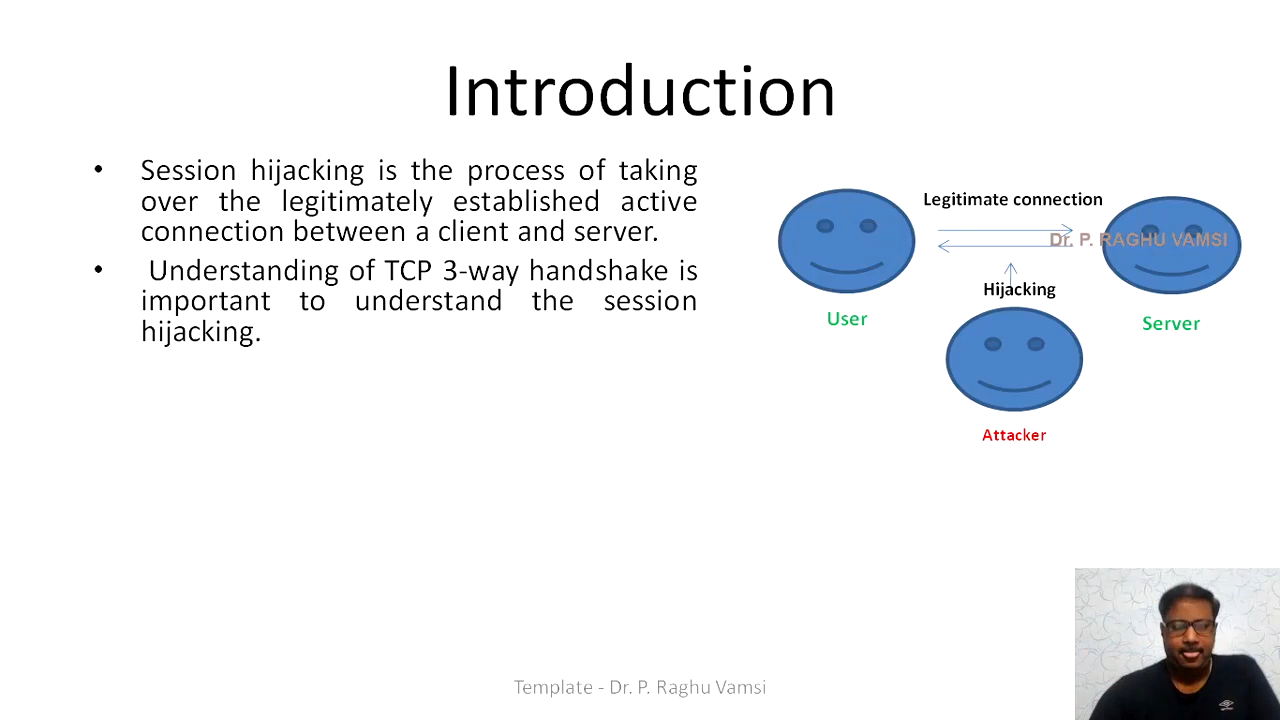 Introduction
• Session hijacking is the process of taking
over the legitimately established active
connection between a client and server.
• Understanding of TCP 3-way handshake is
important to understand the session
hijacking.
Legitimate connection
Dr. P. RAGHU VAMSI
Hijacking
User
Server
Attacker
Template - Dr. P. Raghu Vamsi